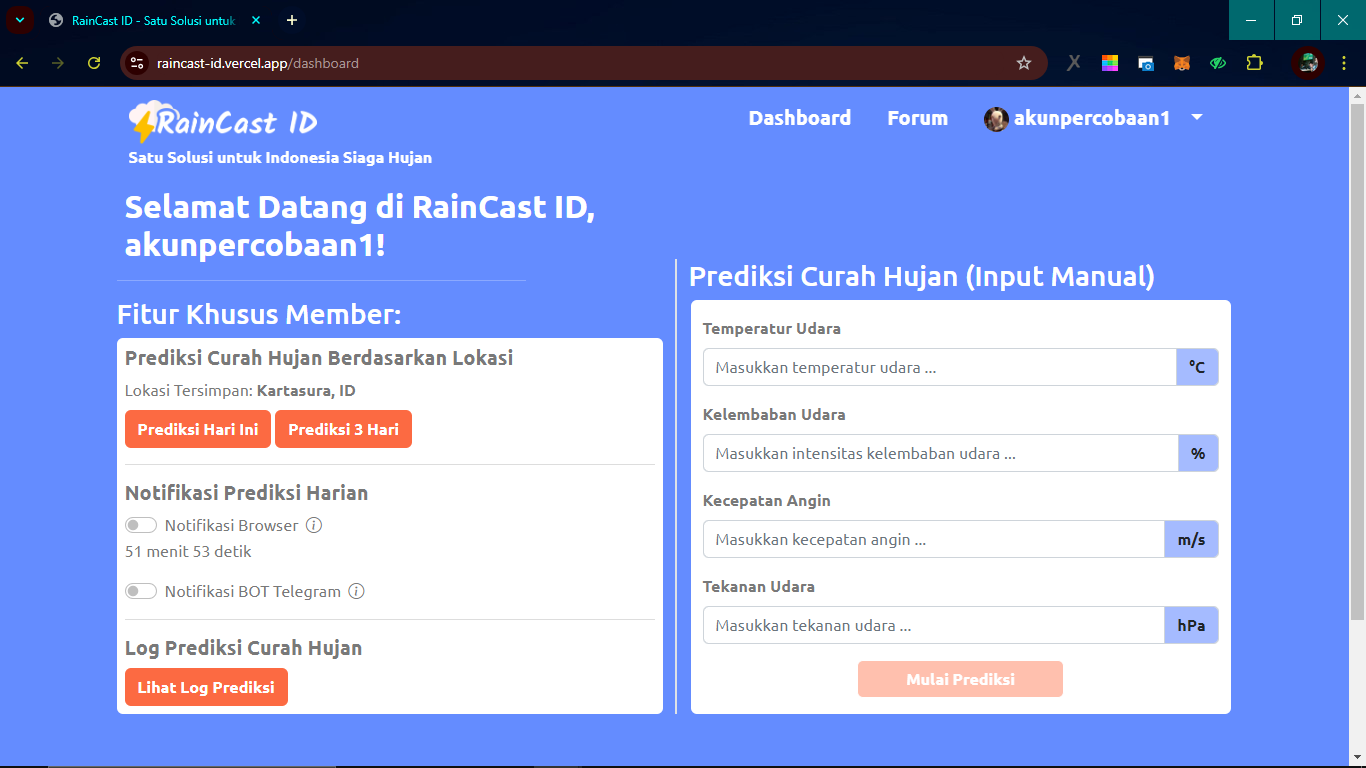 RainCast ID - Satu Solusi untuk
raincast-id.vercel.app/dashboard
RainCast ID
Satu Solusi untuk Indonesia Siaga Hujan
Dashboard
Forum
akunpercobaan1
Selamat Datang di RainCast ID,
akunpercobaan1!
Fitur Khusus Member:
Prediksi Curah Hujan Berdasarkan Lokasi
Lokasi Tersimpan: Kartasura, ID
Prediksi Hari Ini
Prediksi 3 Hari
Notifikasi Prediksi Harian
Notifikasi Browser
51 menit 53 detik
Notifikasi BOT Telegram
Log Prediksi Curah Hujan
Lihat Log Prediksi
Prediksi Curah Hujan (Input Manual)
Temperatur Udara
Masukkan temperatur udara ...
°C
Kelembaban Udara
Masukkan intensitas kelembaban udara ...
%
Kecepatan Angin
Masukkan kecepatan angin ...
m/s
Tekanan Udara
Masukkan tekanan udara ...
hPa
Mulai Prediksi